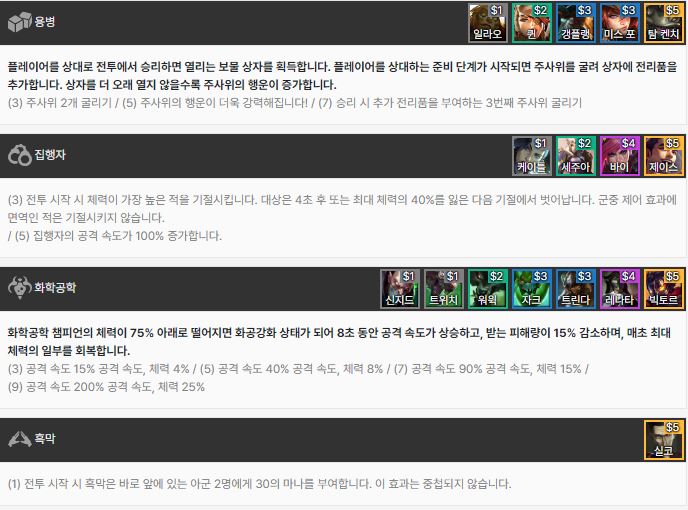 용병
$1 $2 $3 $3 $5
일라오 퀸 갱플랭 미스 포 탐 켄치
플레이어를 상대로 전투에서 승리하면 열리는 보물 상자를 획득합니다. 플레이어를 상대하는 준비 단계가 시작되면 주사위를 굴려 상자에 전리품을
추가합니다. 상자를 더 오래 열지 않을수록 주사위의 행운이 증가합니다.
(3) 주사위 2개 굴리기 / (5) 주사위의 행운이 더욱 강력해집니다! / (7) 승리 시 추가 전리품을 부여하는 3번째 주사위 굴리기
집행자
$1 $2 $4 $5
케이틀 세주아 바이 제이스
(3) 전투 시작 시 체력이 가장 높은 적을 기절시킵니다. 대상은 4초 후 또는 최대 체력의 40%를 잃은 다음 기절에서 벗어납니다. 군중 제어 효과에
면역인 적은 기절시키지 않습니다.
/ (5) 집행자의 공격 속도가 100% 증가합니다.
화학공학
$1 $1 $2 $3 $3 $4 $5
신지드 트위치 워윅 자크 트린다 레나타 빅토르
화학공학 챔피언의 체력이 75% 아래로 떨어지면 화공강화 상태가 되어 8초 동안 공격 속도가 상승하고, 받는 피해량이 15% 감소하며, 매초 최대
체력의 일부를 회복합니다.
(3) 공격 속도 15% 공격 속도, 체력 4% / (5) 공격 속도 40% 공격 속도, 체력 8% / (7) 공격 속도 90% 공격 속도, 체력 15% /
(9) 공격 속도 200% 공격 속도, 체력 25%
흑막
$5
실코
(1) 전투 시작 시 흑막은 바로 앞에 있는 아군 2명에게 30의 마나를 부여합니다. 이 효과는 중첩되지 않습니다.